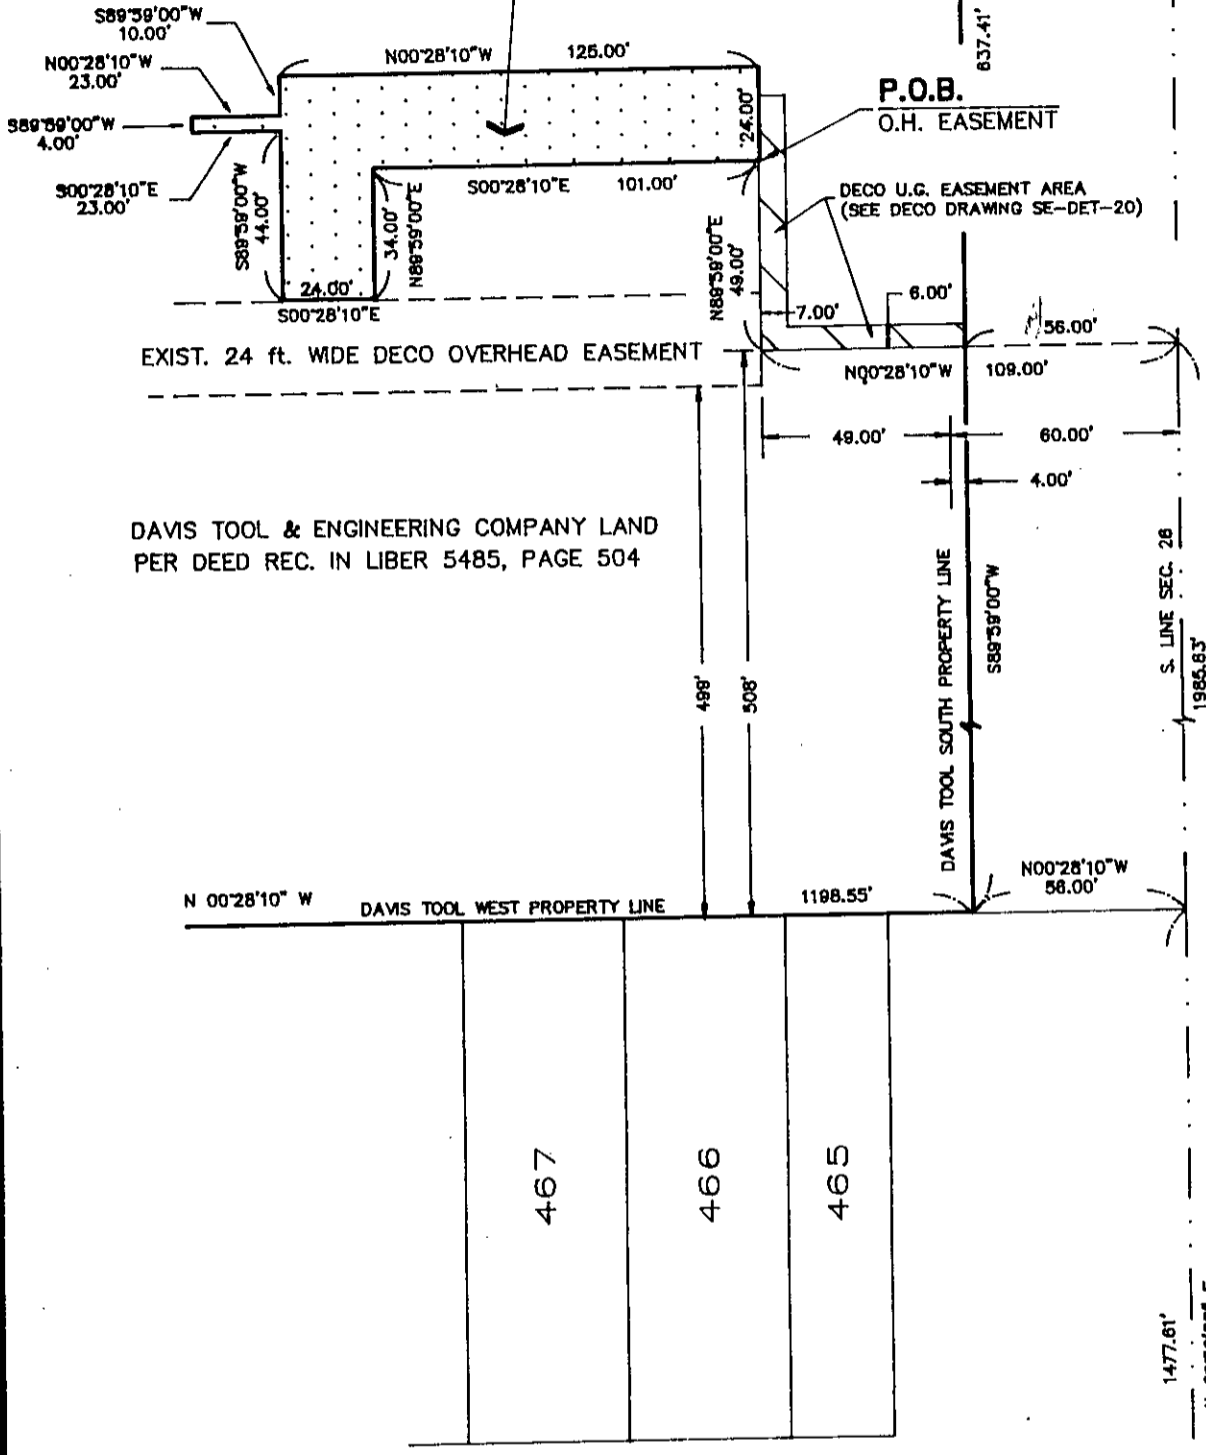 S89°59'00"W
10.00'
N00°28'10"W
23.00'
S89°59'00"W
4.00'
S00°28'10"E
23.00'
N00°28'10"W 125.00'
637.41'
P.O.B.
O.H. EASEMENT
24.00'
S00°28'10"E 101.00'
S89°59'00"W
44.00'
34.00'
N89°59'00"E
24.00'
S00°28'10"E
DECO U.G. EASEMENT AREA
(SEE DECO DRAWING SE-DET-20)
N89°59'00"E
49.00'
7.00'
6.00'
56.00'
EXIST. 24 ft. WIDE DECO OVERHEAD EASEMENT
N00°28'10"W 109.00'
49.00'
60.00'
4.00'
DAVIS TOOL & ENGINEERING COMPANY LAND
PER DEED REC. IN LIBER 5485, PAGE 504
499'
508'
DAVIS TOOL SOUTH PROPERTY LINE
S89°59'00"W
S. LINE SEC. 26
1985.83'
N 00°28'10" W
DAVIS TOOL WEST PROPERTY LINE
1198.55'
N00°28'10"W
56.00'
467
466
465
1477.61'